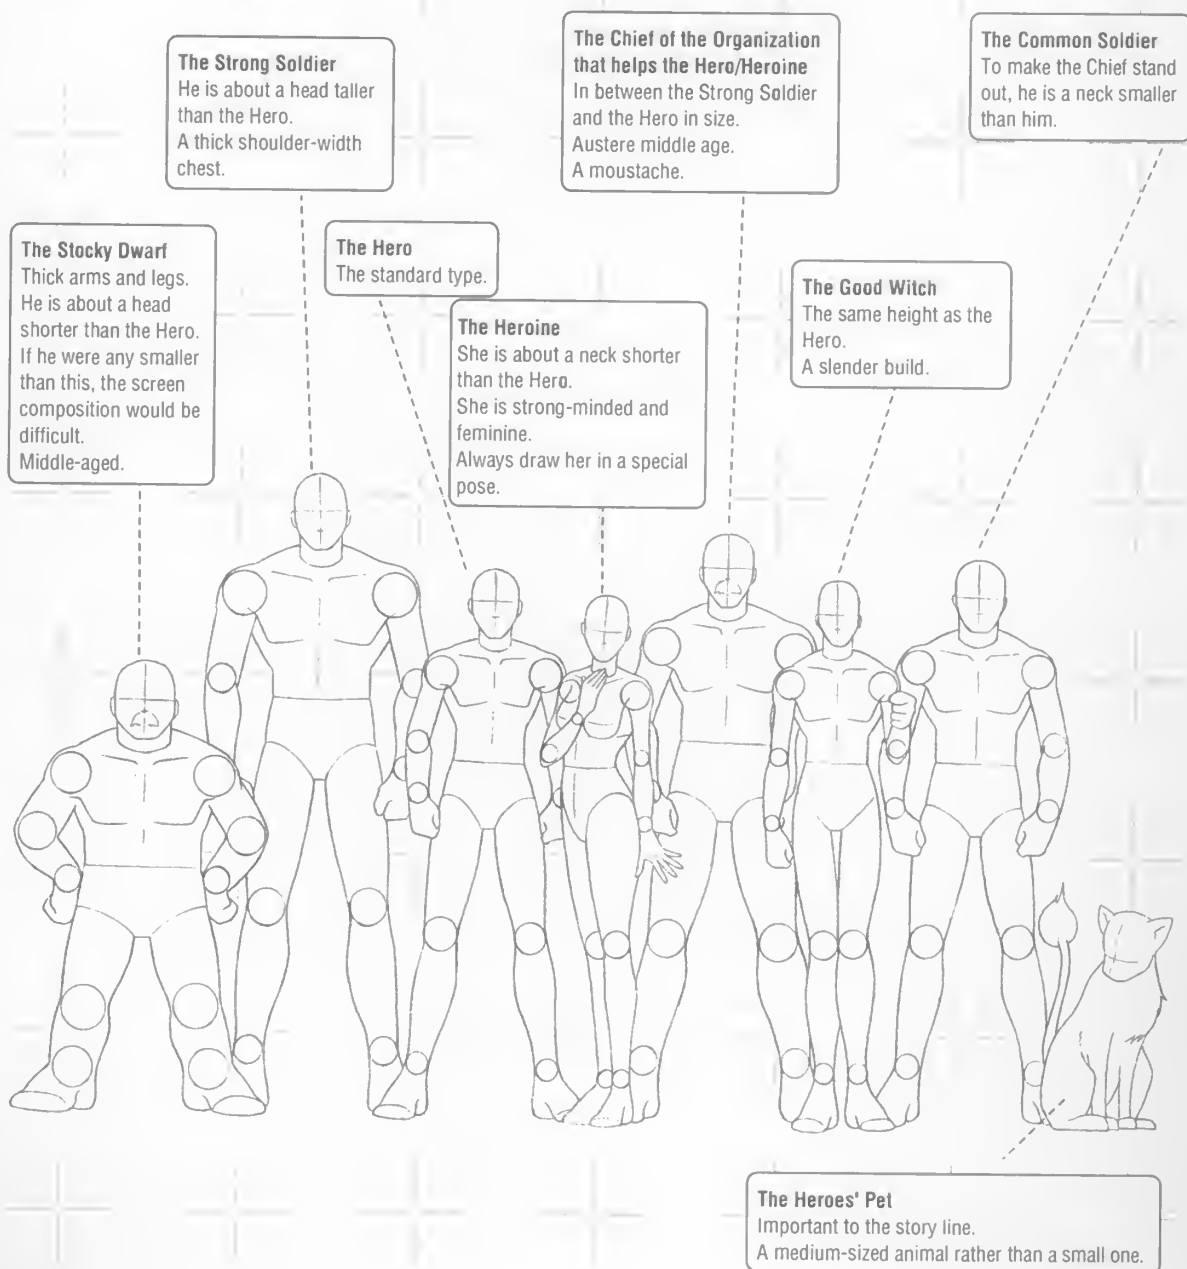 The Strong Soldier
He is about a head taller
than the Hero.
A thick shoulder-width
chest.
The Chief of the Organization
that helps the Hero/Heroine
In between the Strong Soldier
and the Hero in size.
Austere middle age.
A moustache.
The Common Soldier
To make the Chief stand
out, he is a neck smaller
than him.
The Stocky Dwarf
Thick arms and legs.
He is about a head
shorter than the Hero.
If he were any smaller
than this, the screen
composition would be
difficult.
Middle-aged.
The Hero
The standard type.
The Heroine
She is about a neck shorter
than the Hero.
She is strong-minded and
feminine.
Always draw her in a special
pose.
The Good Witch
The same height as the
Hero.
A slender build.
The Heroes' Pet
Important to the story line.
A medium-sized animal rather than a small one.